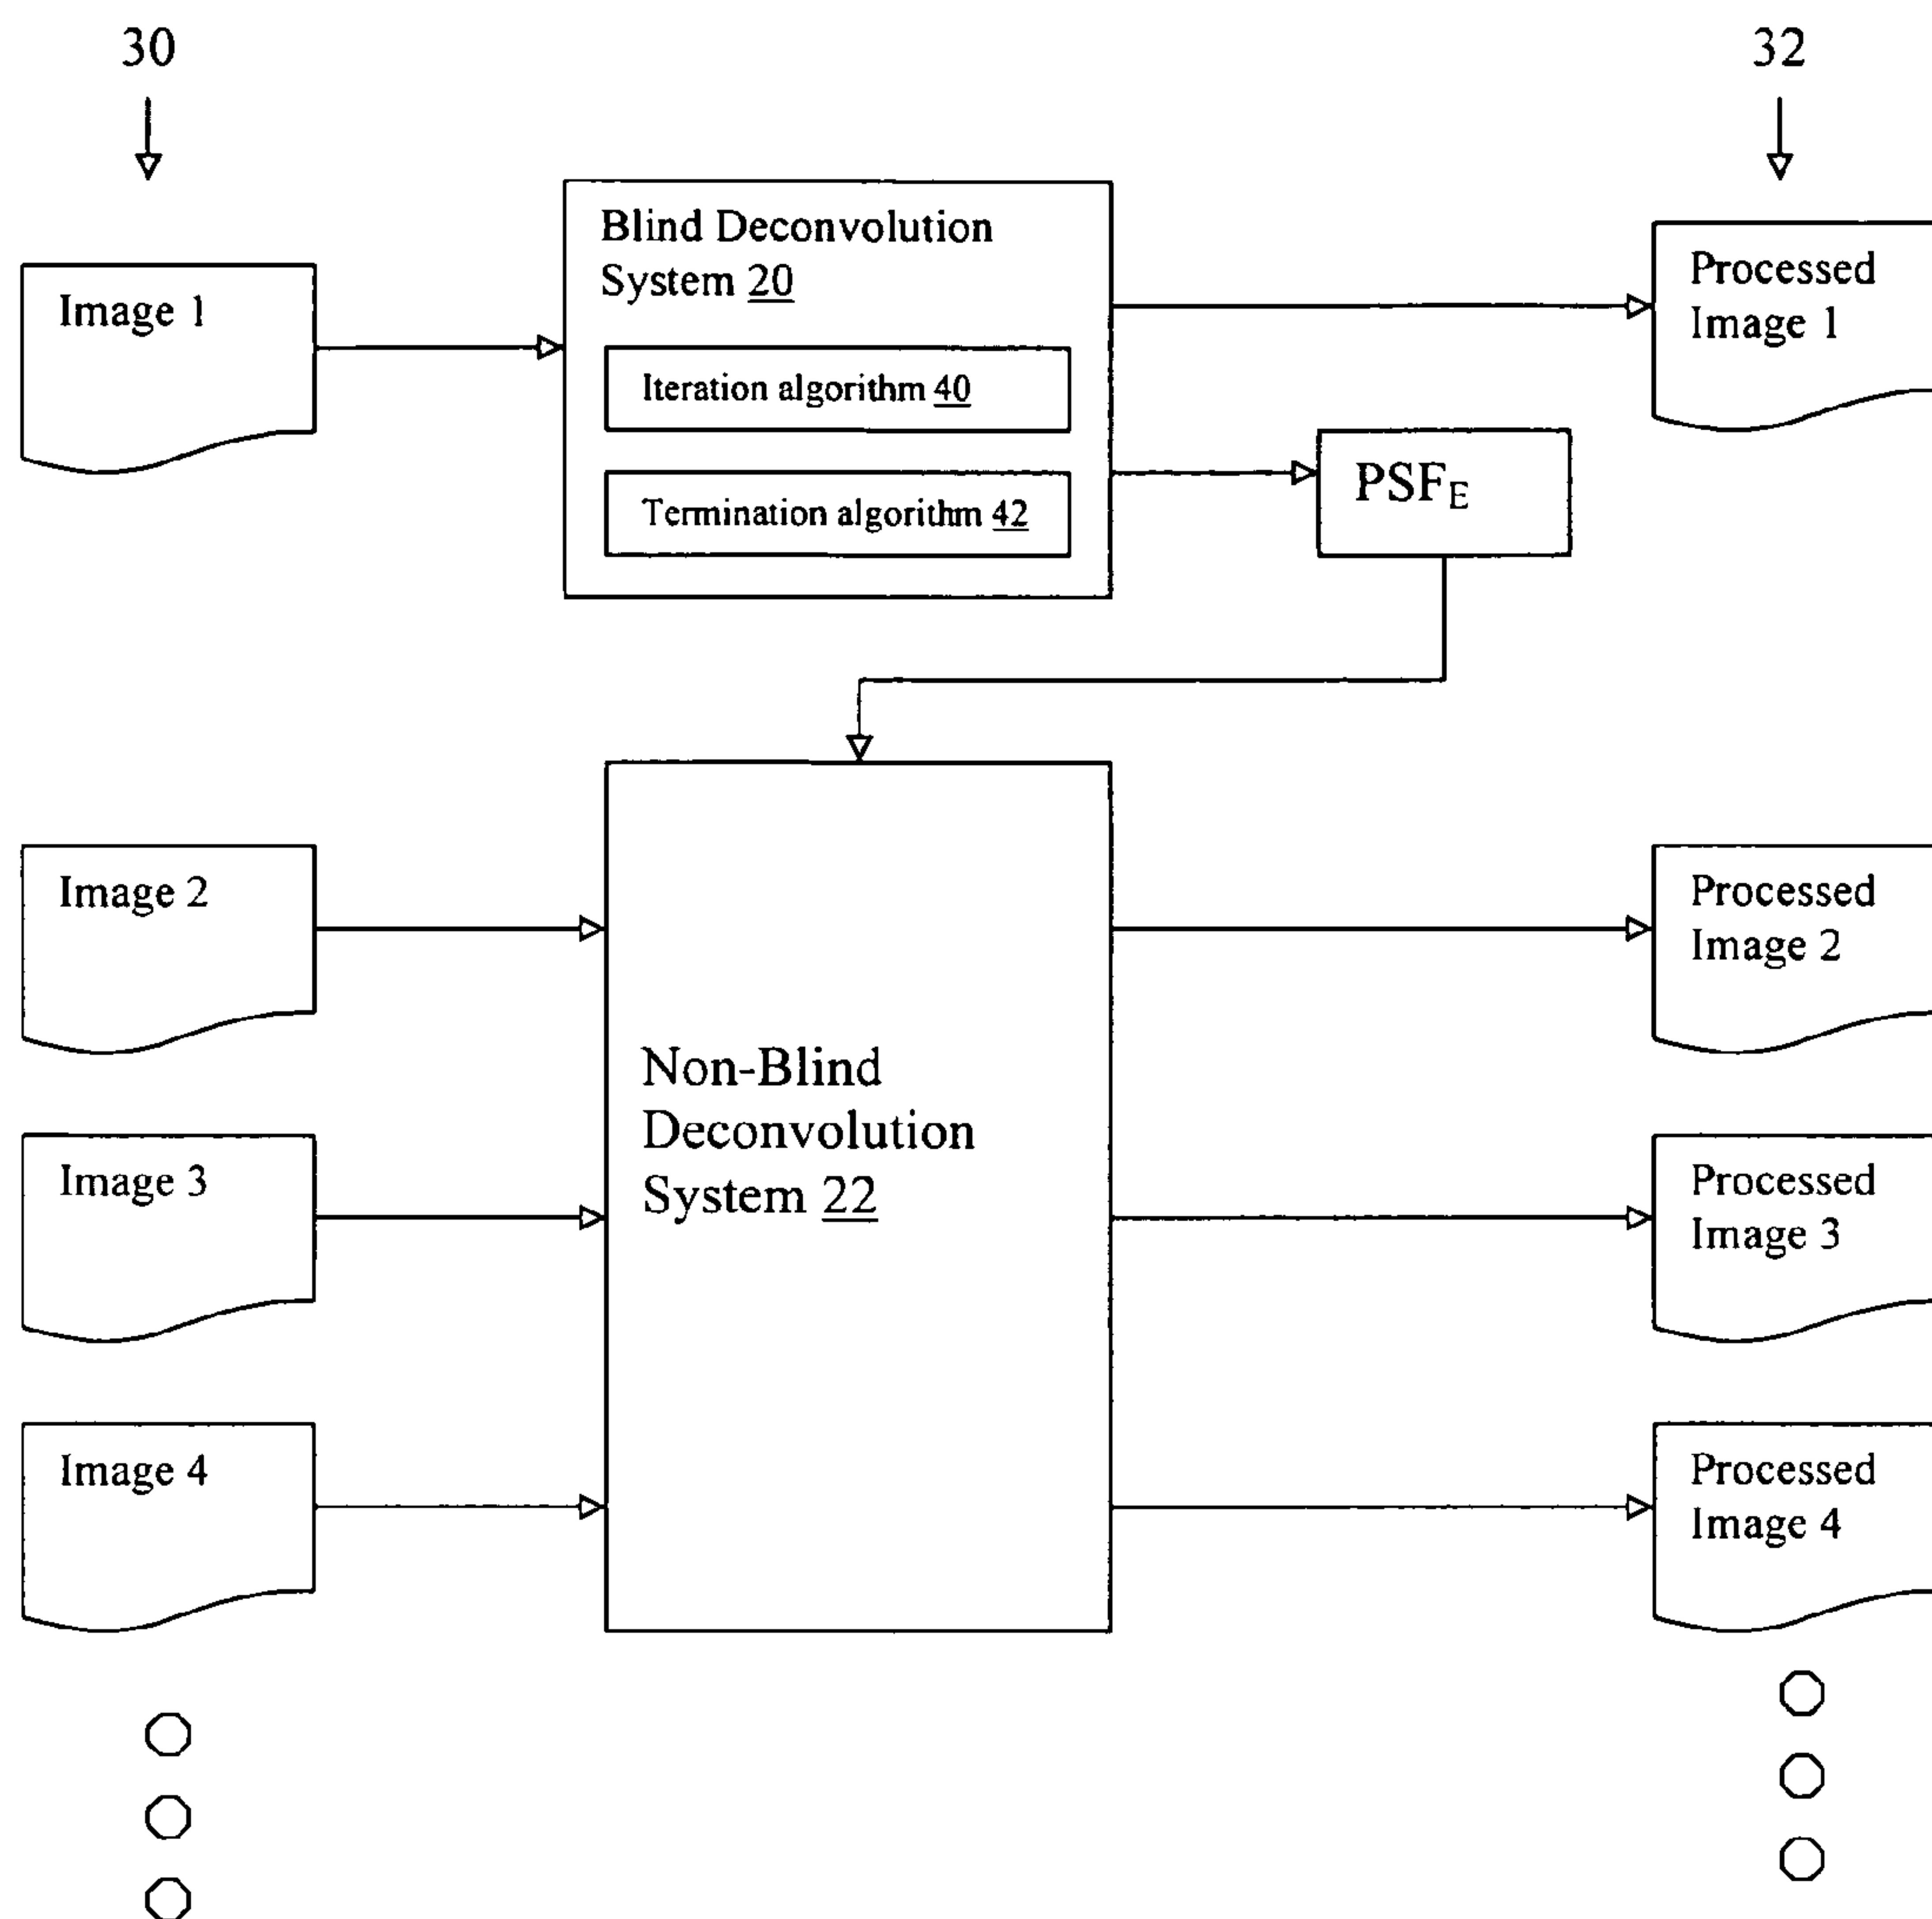 30
32
Blind Deconvolution
System 20
Iteration algorithm 40
Termination algorithm 42
Image 1
Processed
Image 1
PSF_E
Image 2
Processed
Image 2
Non-Blind
Deconvolution
System 22
Image 3
Processed
Image 3
Image 4
Processed
Image 4